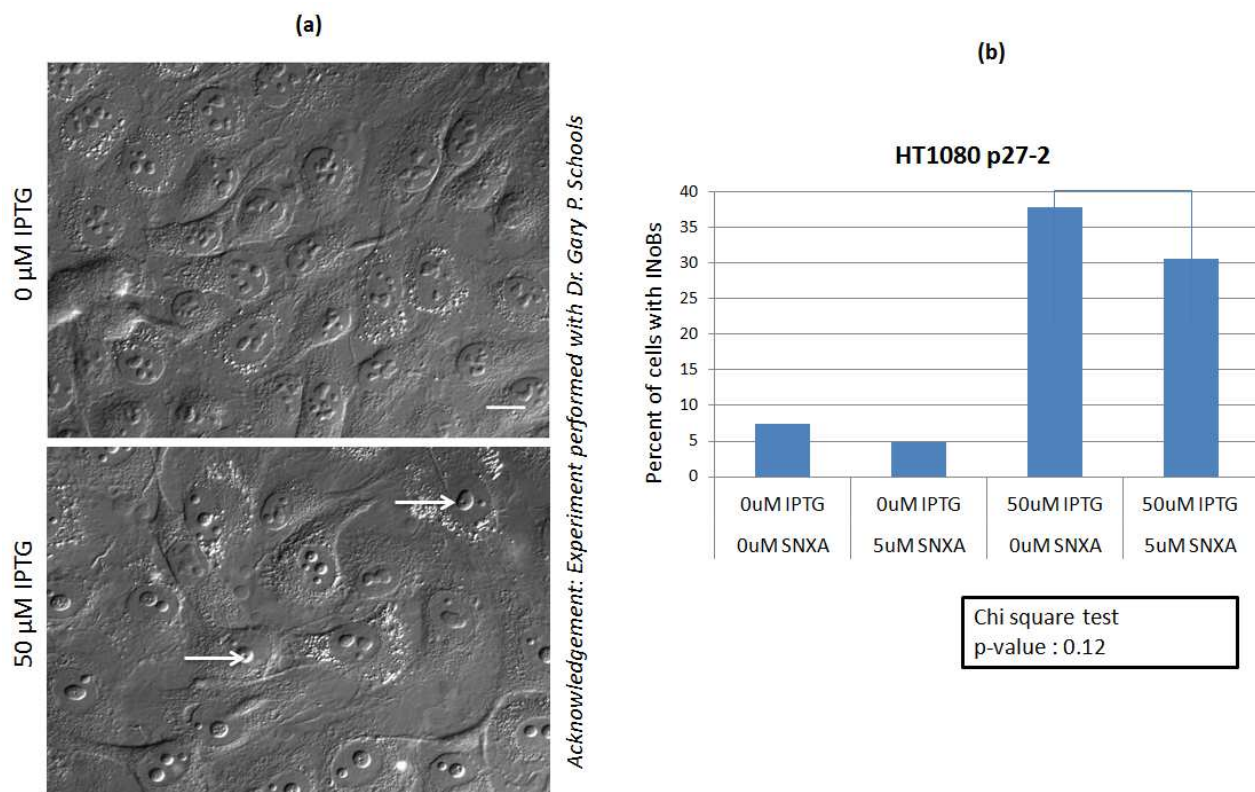 (a)
0 µM IPTG
50 µM IPTG
Acknowledgement: Experiment performed with Dr. Gary P. Schools
(b)
HT1080 p27-2
Percent of cells with INoBs
40
35
30
25
20
15
10
5
0
0uM IPTG 0uM IPTG 50uM IPTG 50uM IPTG
0uM SNXA 5uM SNXA 0uM SNXA 5uM SNXA
Chi square test
p-value : 0.12